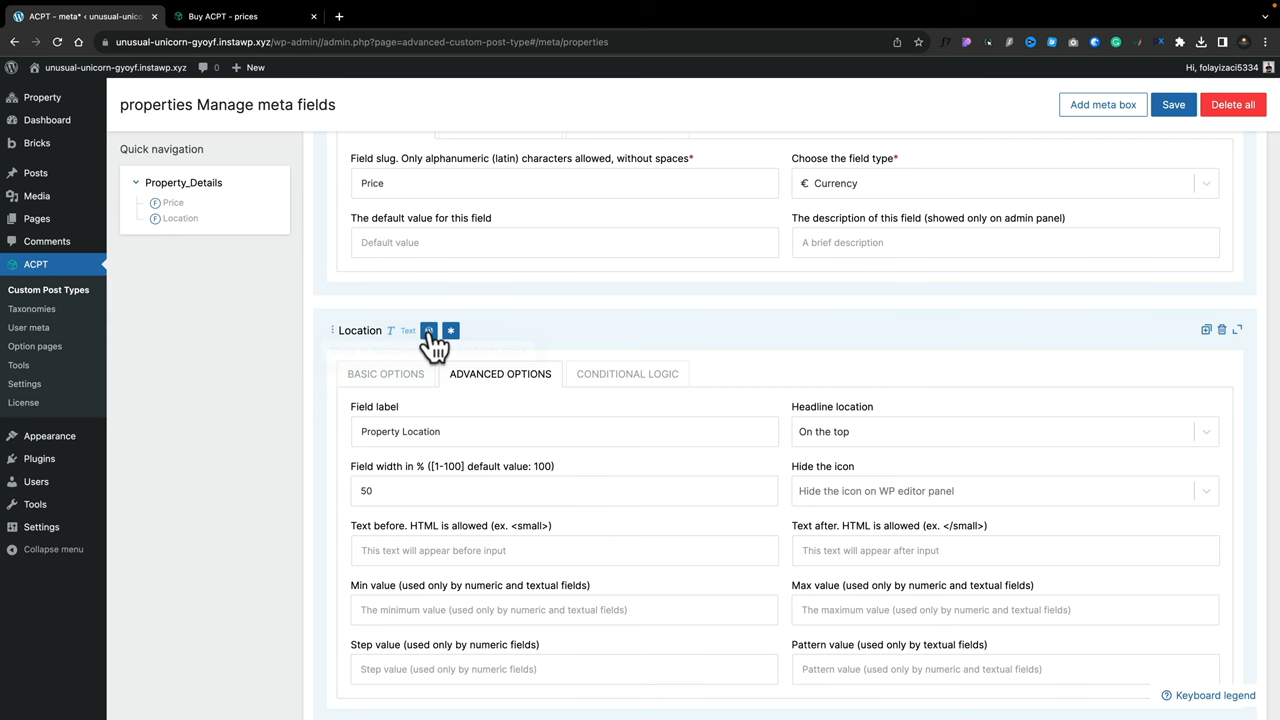 ACPT - meta* ‹ unusual-unico
Buy ACPT - prices
unusual-unicorn-gyoyf.instawp.xyz/wp-admin//admin.php?page=advanced-custom-post-type#/meta/properties
unusual-unicorn-gyoyf.instawp.xyz
0
New
Hi, folayizaci5334
Property
Dashboard
Bricks
Posts
Media
Pages
Comments
ACPT
Custom Post Types
Taxonomies
User meta
Option pages
Tools
Settings
License
Appearance
Plugins
Users
Tools
Settings
Collapse menu
properties Manage meta fields
Add meta box
Save
Delete all
Quick navigation
Property_Details
F Price
F Location
Field slug. Only alphanumeric (latin) characters allowed, without spaces*
Choose the field type*
Price
€ Currency
The default value for this field
The description of this field (showed only on admin panel)
Default value
A brief description
Location T Text
BASIC OPTIONS
ADVANCED OPTIONS
CONDITIONAL LOGIC
Field label
Headline location
Property Location
On the top
Field width in % ([1-100] default value: 100)
Hide the icon
50
Hide the icon on WP editor panel
Text before. HTML is allowed (ex. <small>)
Text after. HTML is allowed (ex. </small>)
This text will appear before input
This text will appear after input
Min value (used only by numeric and textual fields)
Max value (used only by numeric and textual fields)
The minimum value (used only by numeric and textual fields)
The maximum value (used only by numeric and textual fields)
Step value (used only by numeric fields)
Pattern value (used only by textual fields)
Step value (used only by numeric fields)
Pattern value (used only by numeric and textual fields)
Keyboard legend